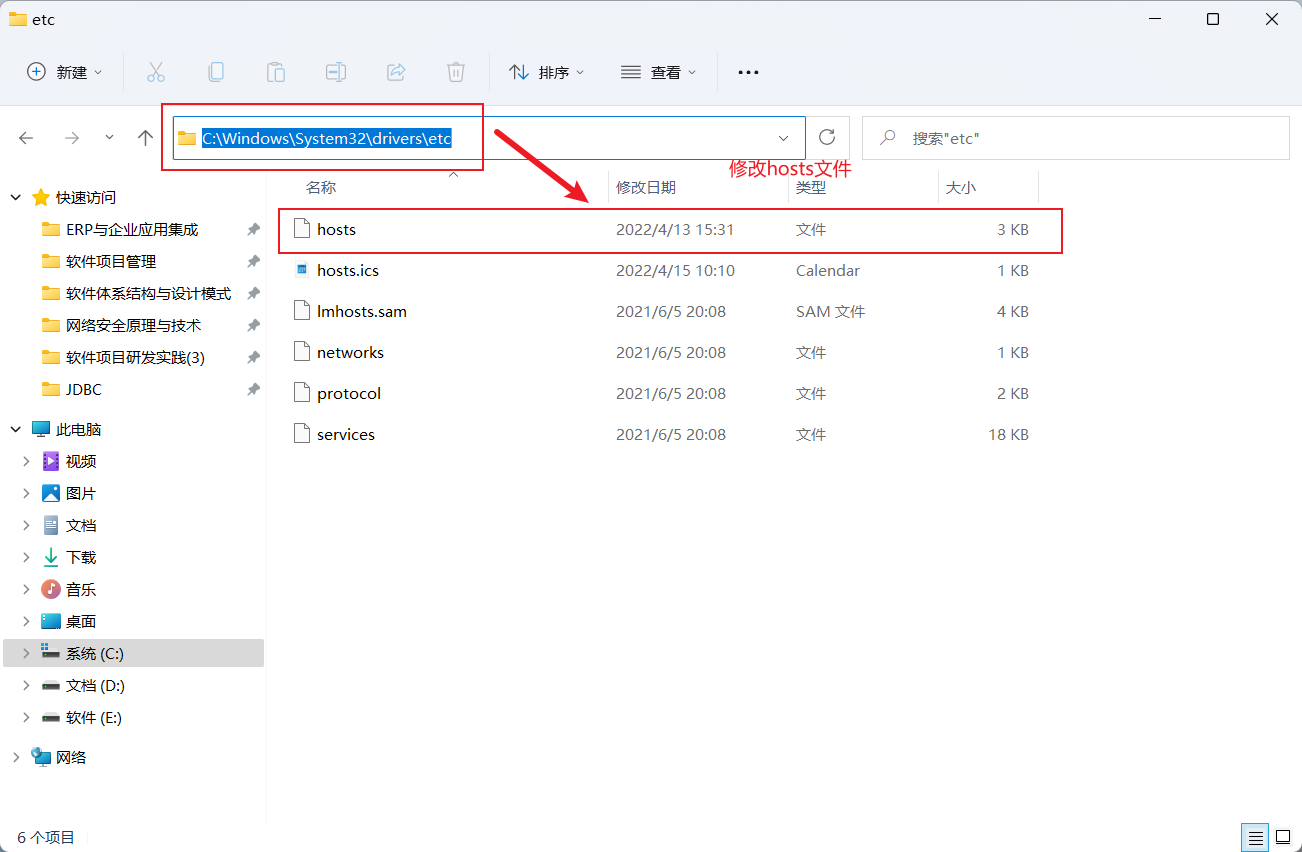 etc
新建
排序
查看
C:\Windows\System32\drivers\etc
搜索"etc"
修改hosts文件
名称 修改日期 类型 大小
hosts 2022/4/13 15:31 文件 3 KB
hosts.ics 2022/4/15 10:10 Calendar 1 KB
lmhosts.sam 2021/6/5 20:08 SAM 文件 4 KB
networks 2021/6/5 20:08 文件 1 KB
protocol 2021/6/5 20:08 文件 2 KB
services 2021/6/5 20:08 文件 18 KB
快速访问
ERP与企业应用集成
软件项目管理
软件体系结构与设计模式
网络安全原理与技术
软件项目研发实践(3)
JDBC
此电脑
视频
图片
文档
下载
音乐
桌面
系统 (C:)
文档 (D:)
软件 (E:)
网络
6 个项目